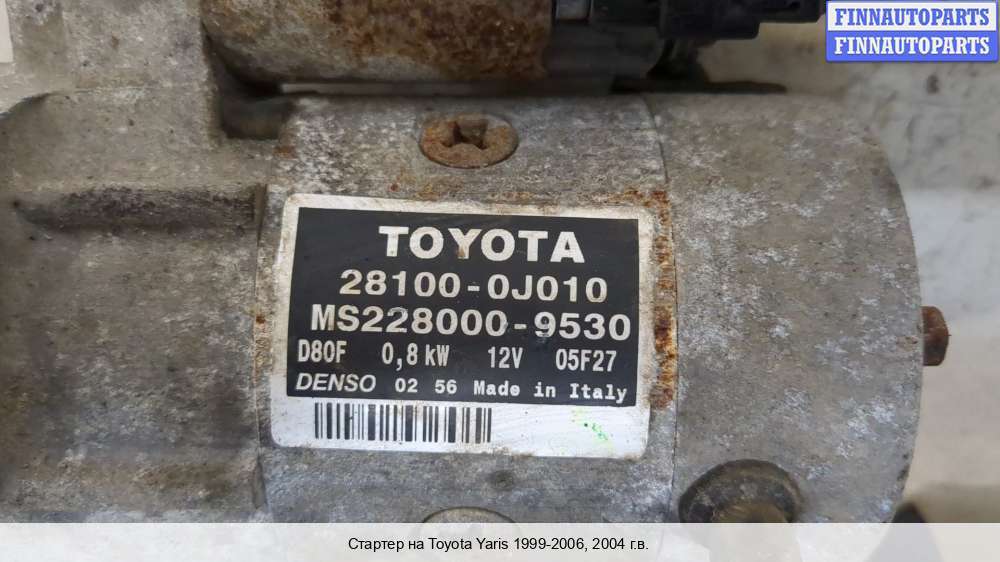 FINNAUTOPARTS
FINNAUTOPARTS
TOYOTA
28100-0J010
MS228000-9530
D80F 0,8 kW 12V 05F27
DENSO 02 56 Made in Italy
Стартер на Toyota Yaris 1999-2006, 2004 г.в.